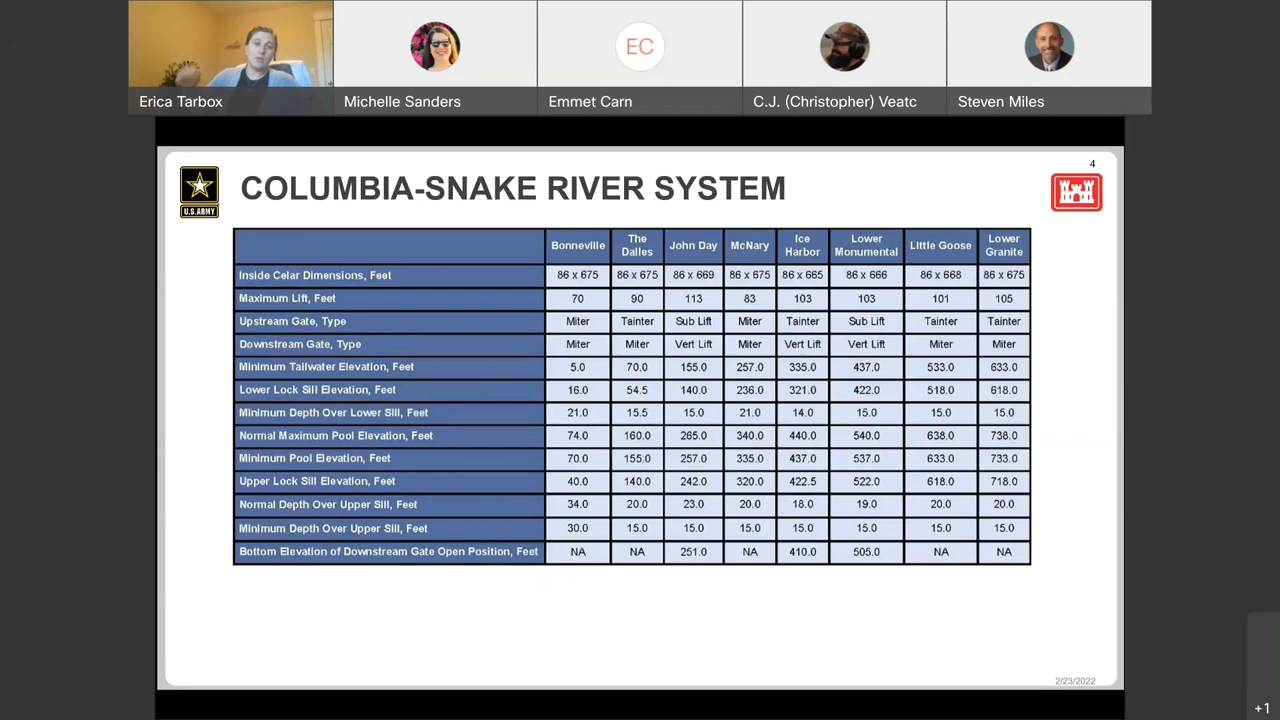 EC
Erica Tarbox
Michelle Sanders
Emmet Carn
C.J. (Christopher) Veatc
Steven Miles
4
U.S.ARMY
COLUMBIA-SNAKE RIVER SYSTEM
Bonneville The Dalles John Day McNary Ice Harbor Lower Monumental Little Goose Lower Granite
Inside Celar Dimensions, Feet 86 x 675 86 x 675 86 x 669 86 x 675 86 x 665 86 x 666 86 x 668 86 x 675
Maximum Lift, Feet 70 90 113 83 103 103 101 105
Upstream Gate, Type Miter Tainter Sub Lift Miter Tainter Sub Lift Tainter Tainter
Downstream Gate, Type Miter Miter Vert Lift Miter Vert Lift Vert Lift Miter Miter
Minimum Tailwater Elevation, Feet 5.0 70.0 155.0 257.0 335.0 437.0 533.0 633.0
Lower Lock Sill Elevation, Feet 16.0 54.5 140.0 236.0 321.0 422.0 518.0 618.0
Minimum Depth Over Lower Sill, Feet 21.0 15.5 15.0 21.0 14.0 15.0 15.0 15.0
Normal Maximum Pool Elevation, Feet 74.0 160.0 265.0 340.0 440.0 540.0 638.0 738.0
Minimum Pool Elevation, Feet 70.0 155.0 257.0 335.0 437.0 537.0 633.0 733.0
Upper Lock Sill Elevation, Feet 40.0 140.0 242.0 320.0 422.5 522.0 618.0 718.0
Normal Depth Over Upper Sill, Feet 34.0 20.0 23.0 20.0 18.0 19.0 20.0 20.0
Minimum Depth Over Upper Sill, Feet 30.0 15.0 15.0 15.0 15.0 15.0 15.0 15.0
Bottom Elevation of Downstream Gate Open Position, Feet NA NA 251.0 NA 410.0 505.0 NA NA
2/23/2022
+1